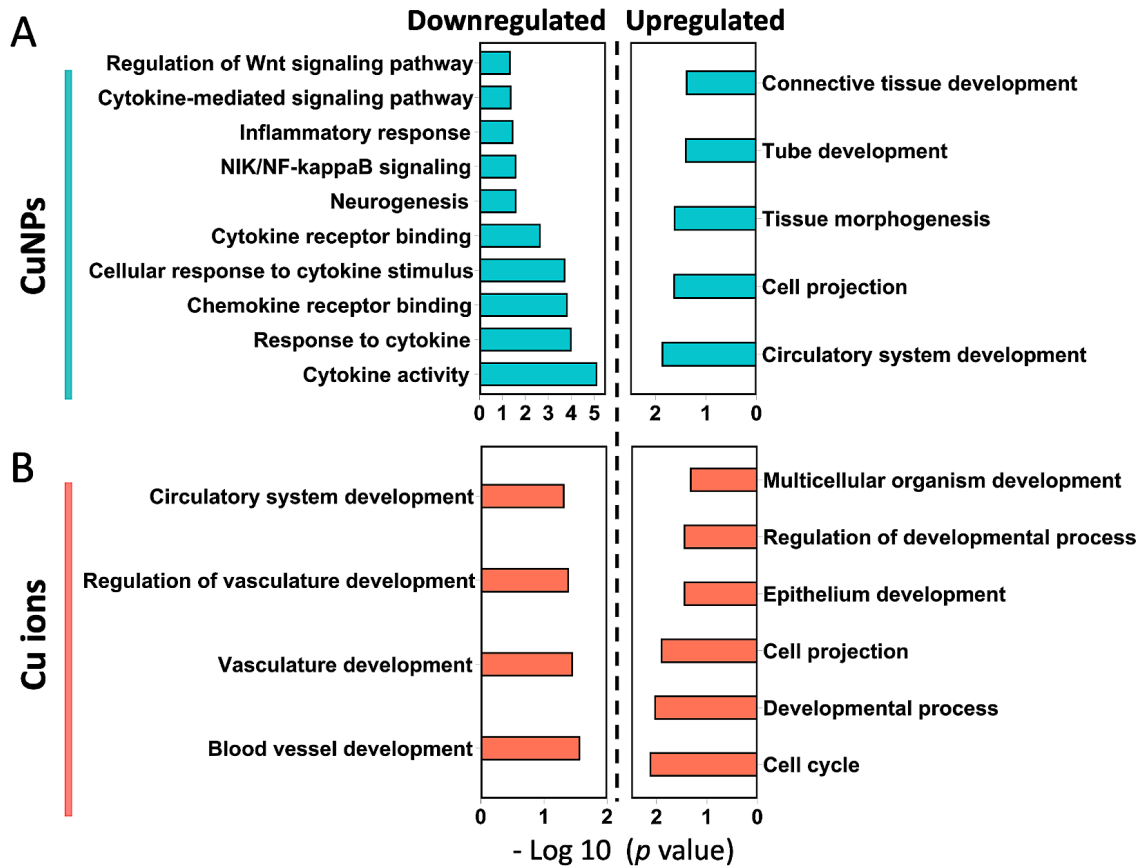 A
Downregulated
Upregulated
CuNPs
Regulation of Wnt signaling pathway
Cytokine-mediated signaling pathway
Inflammatory response
NIK/NF-kappaB signaling
Neurogenesis
Cytokine receptor binding
Cellular response to cytokine stimulus
Chemokine receptor binding
Response to cytokine
Cytokine activity
0 1 2 3 4 5
Connective tissue development
Tube development
Tissue morphogenesis
Cell projection
Circulatory system development
2 1 0
B
Cu ions
Circulatory system development
Regulation of vasculature development
Vasculature development
Blood vessel development
0 1 2
Multicellular organism development
Regulation of developmental process
Epithelium development
Cell projection
Developmental process
Cell cycle
2 1 0
- Log 10 (p value)